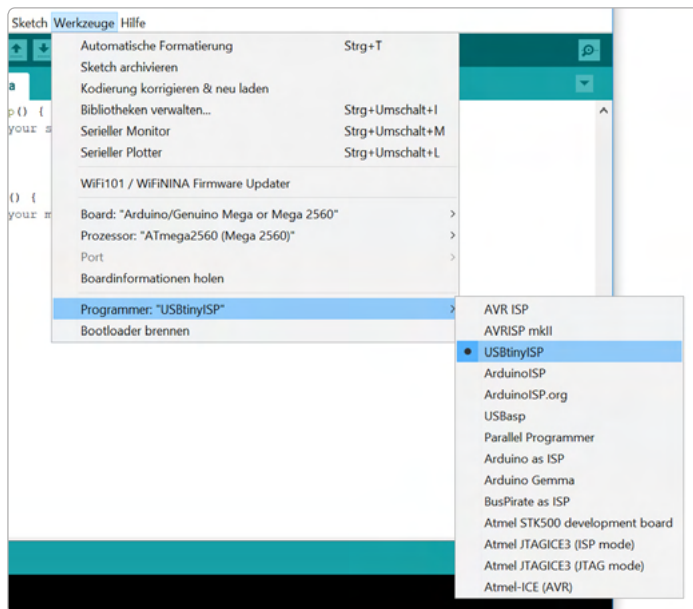 Sketch Werkzeuge Hilfe
Automatische Formatierung Strg+T
Sketch archivieren
a
Kodierung korrigieren & neu laden
p() {
Bibliotheken verwalten... Strg+Umschalt+I
your s
Serieller Monitor Strg+Umschalt+M
Serieller Plotter Strg+Umschalt+L
WiFi101 / WiFiNINA Firmware Updater
() {
your m
Board: "Arduino/Genuino Mega or Mega 2560"
Prozessor: "ATmega2560 (Mega 2560)"
Port
Boardinformationen holen
Programmer: "USBtinyISP"
Bootloader brennen
AVR ISP
AVRISP mkII
USBtinyISP
ArduinoISP
ArduinoISP.org
USBasp
Parallel Programmer
Arduino as ISP
Arduino Gemma
BusPirate as ISP
Atmel STK500 development board
Atmel JTAGICE3 (ISP mode)
Atmel JTAGICE3 (JTAG mode)
Atmel-ICE (AVR)